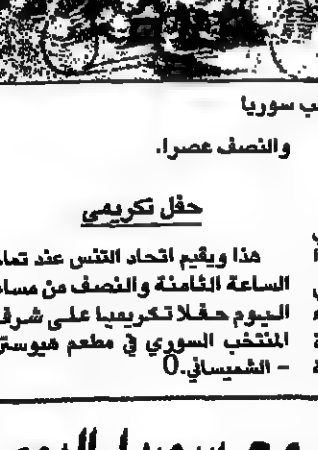 سوريا
والنصف عصرا.
حفل تكريمي
هذا ويقيم اتحاد التنس عند تمام
الساعة الثامنة والنصف من مساء
اليوم حفلا تكريميا على شرف
المنتخب السوري في مطعم هيوستن
- الشميساني.O